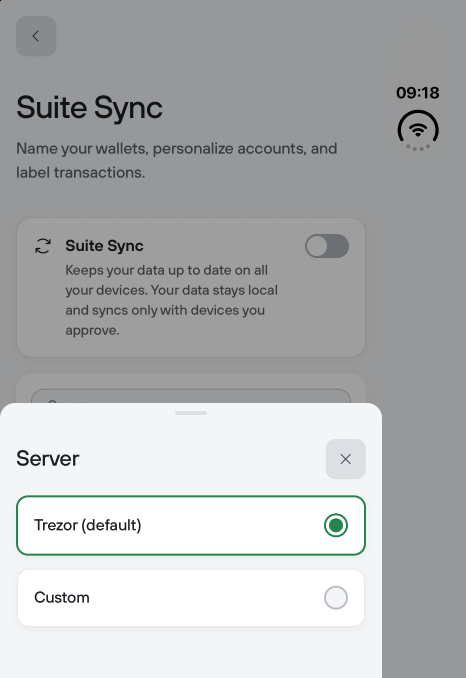 09:18
Suite Sync
Name your wallets, personalize accounts, and
label transactions.
Suite Sync
Keeps your data up to date on all
your devices. Your data stays local
and syncs only with devices you
approve.
Server
Trezor (default)
Custom